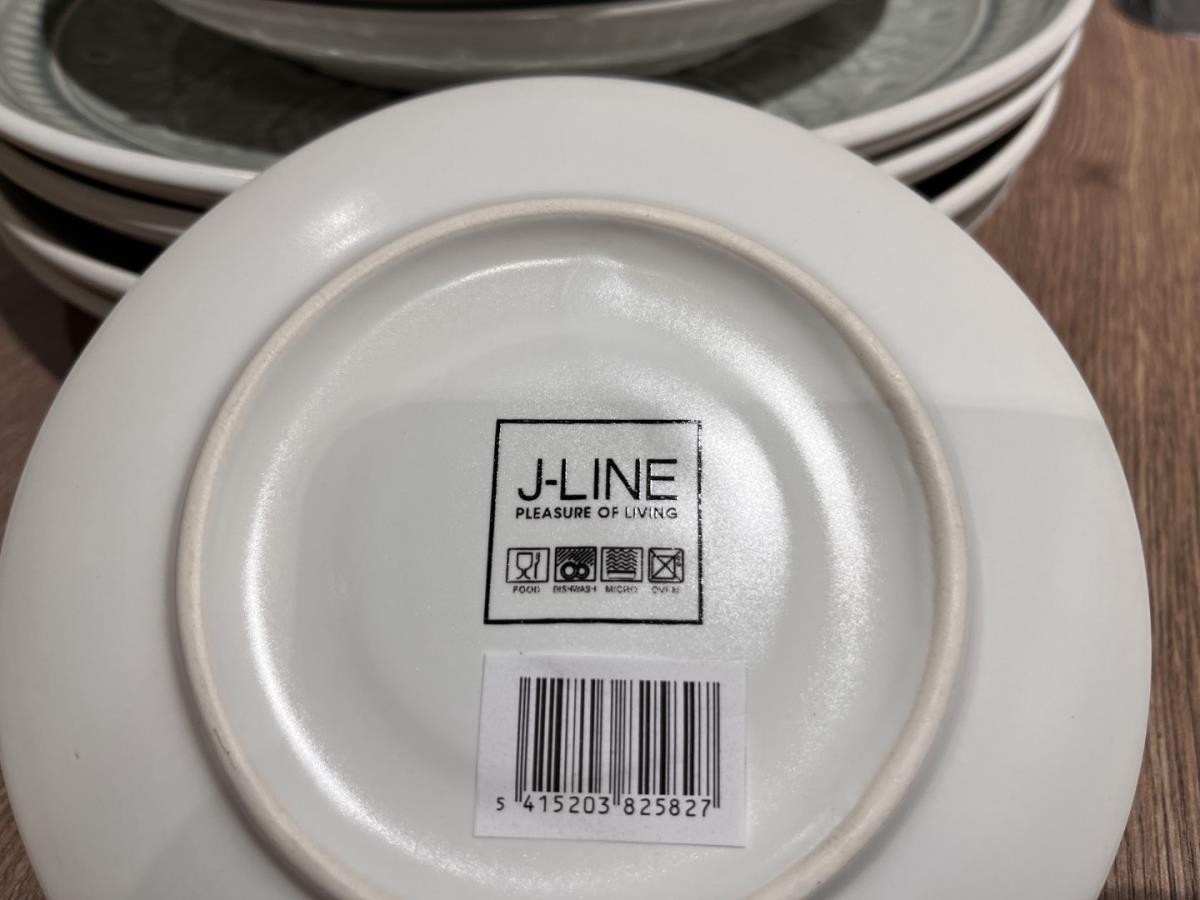 J-LINE
PLEASURE OF LIVING
FOOD DISHWASH MICRO OVEN
5 415203 825827